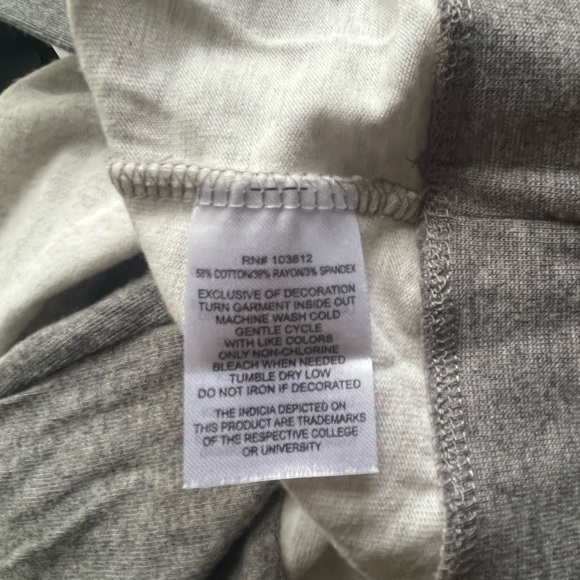 RN# 103812
58% COTTON/39% RAYON/3% SPANDEX
EXCLUSIVE OF DECORATION
TURN GARMENT INSIDE OUT
MACHINE WASH COLD
GENTLE CYCLE
WITH LIKE COLORS
ONLY NON-CHLORINE
BLEACH WHEN NEEDED
TUMBLE DRY LOW
DO NOT IRON IF DECORATED
THE INDICIA DEPICTED ON
THIS PRODUCT ARE TRADEMARKS
OF THE RESPECTIVE COLLEGE
OR UNIVERSITY